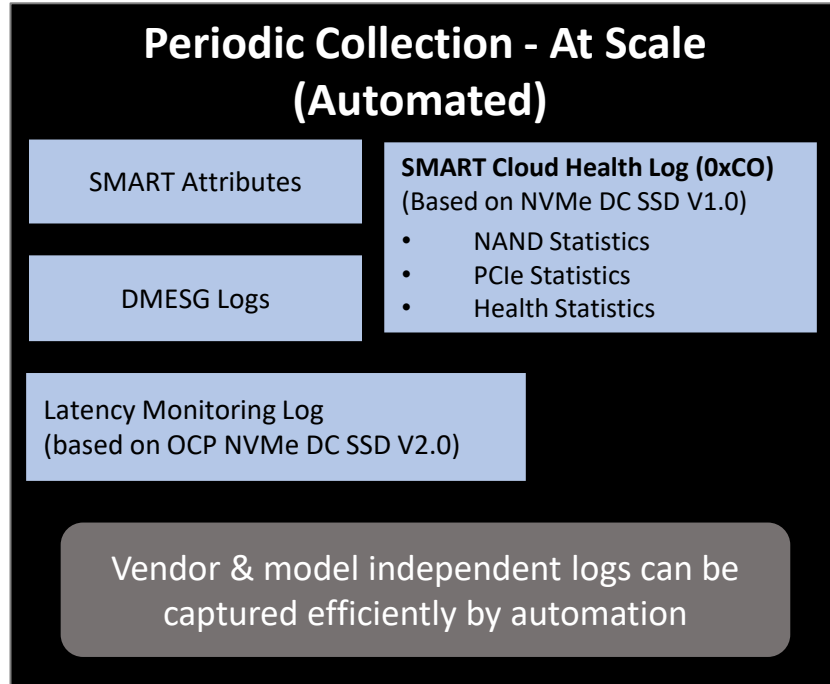 Periodic Collection - At Scale
(Automated)
SMART Attributes
DMESG Logs
SMART Cloud Health Log (0xCO)
(Based on NVMe DC SSD V1.0)
• NAND Statistics
• PCIe Statistics
• Health Statistics
Latency Monitoring Log
(based on OCP NVMe DC SSD V2.0)
Vendor & model independent logs can be
captured efficiently by automation